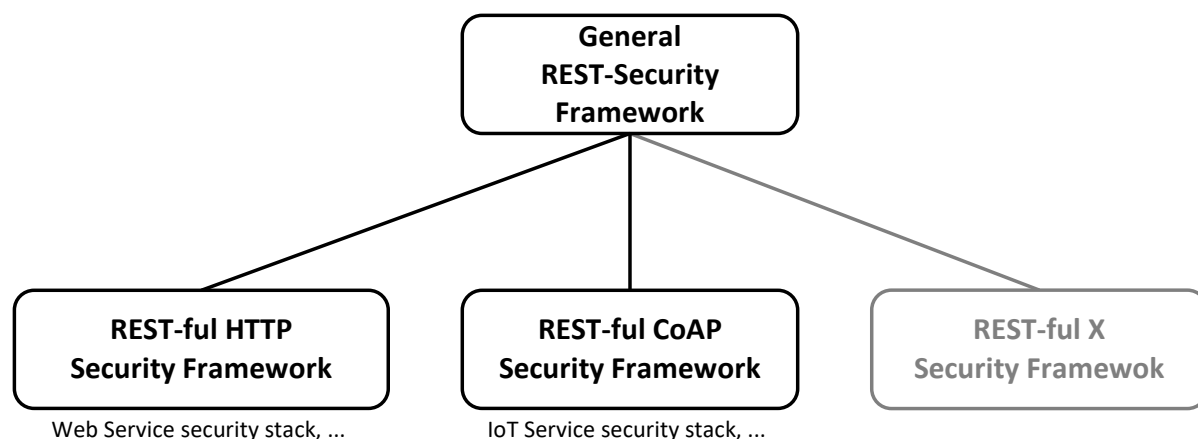 General
REST-Security
Framework
REST-ful HTTP
Security Framework
REST-ful CoAP
Security Framework
REST-ful X
Security Framewok
Web Service security stack, ...
IoT Service security stack, ...